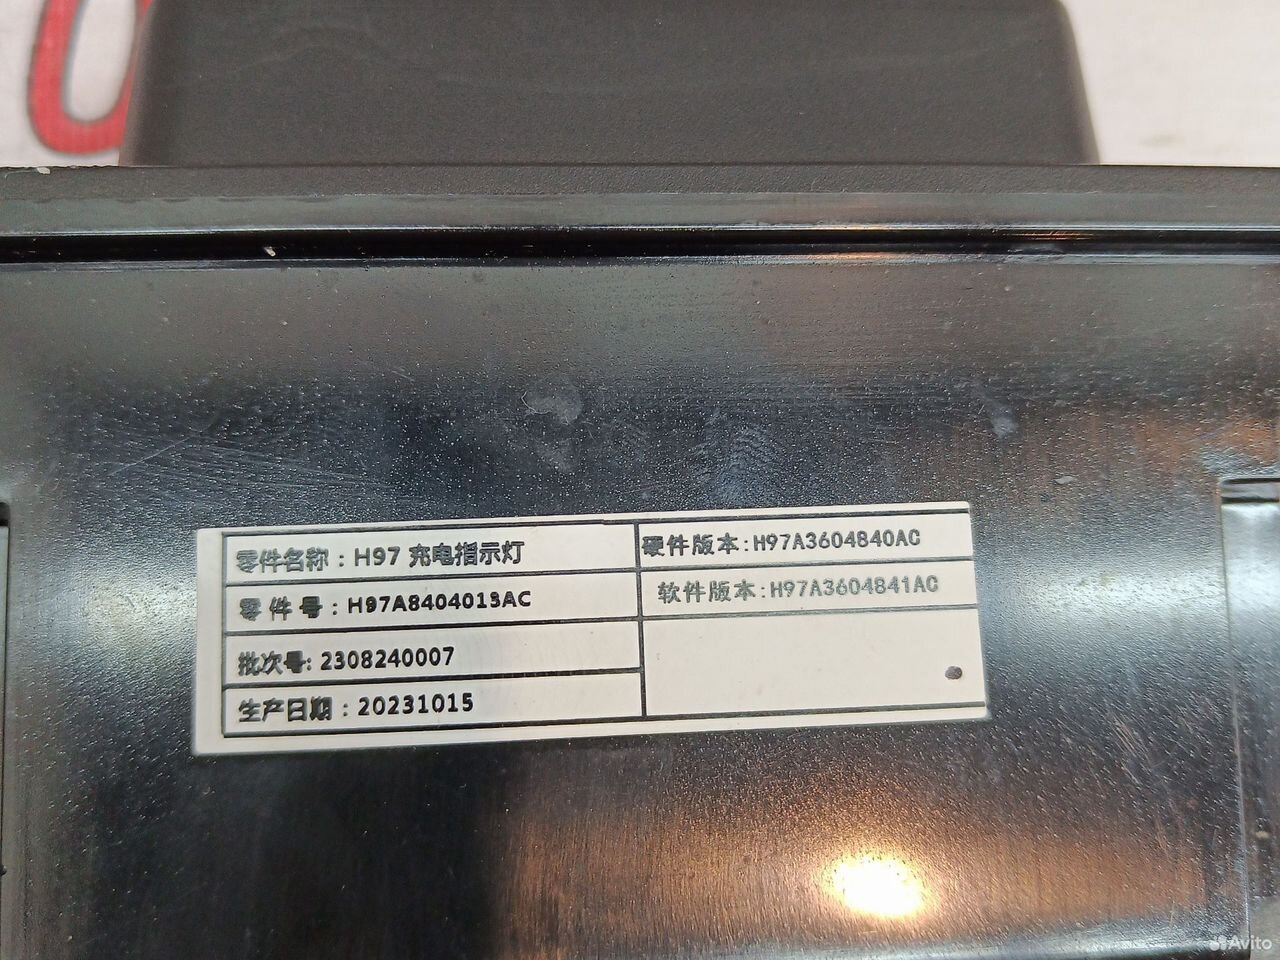 零件名称：H97 充电指示灯
硬件版本:H97A3604840AC
零件号：H97A8404013AC
软件版本:H97A3604841AC
批次号: 2308240007
生产日期：20231015
Avito